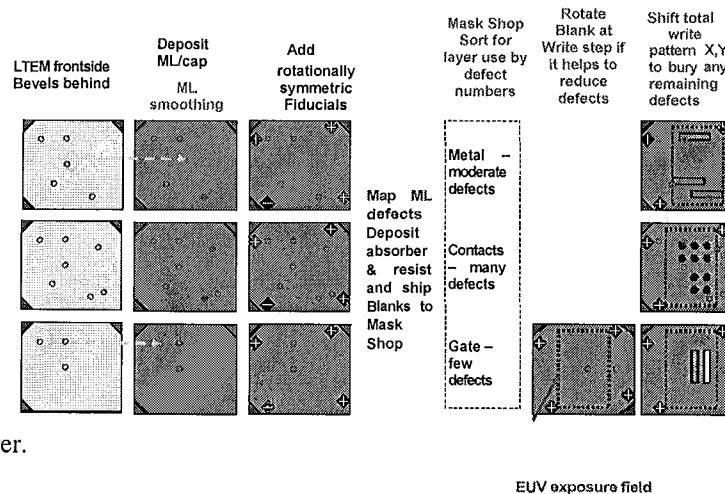 LTEM frontside
Bevels behind
Deposit
ML/cap
ML
smoothing
Add
rotationally
symmetric
Fiducials
Map ML
defects
Deposit
absorber
& resist
and ship
Blanks to
Mask
Shop
Mask Shop
Sort for
layer use by
defect
numbers
Metal –
moderate
defects
Contacts
– many
defects
Gate –
few
defects
Rotate
Blank at
Write step if
it helps to
reduce
defects
Shift total
write
pattern X,Y
to bury any
remaining
defects
er.
EUV exposure field